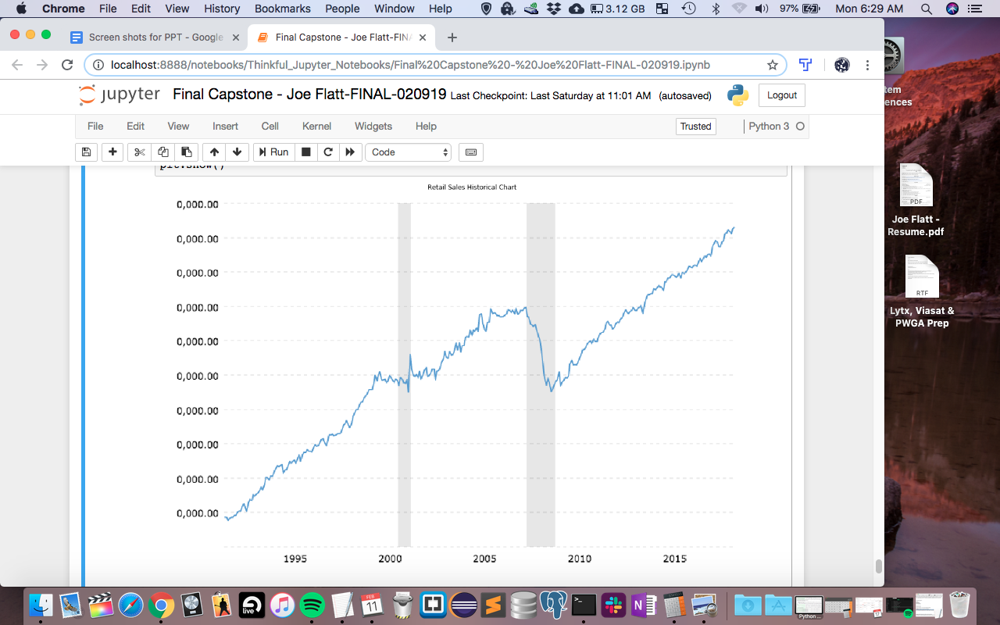 Chrome File Edit View History Bookmarks People Window Help 3.12 GB 97% Mon 6:29 AM
Screen shots for PPT - Google
Final Capstone - Joe Flatt-FIN
localhost:8888/notebooks/Thinkful_Jupyter_Notebooks/Final%20Capstone%20-%20Joe%20Flatt-FINAL-020919.ipynb
jupyter Final Capstone - Joe Flatt-FINAL-020919 Last Checkpoint: Last Saturday at 11:01 AM (autosaved) Logout
File Edit View Insert Cell Kernel Widgets Help Trusted Python 3
Run Code
plt.show()
Retail Sales Historical Chart
0,000.00
0,000.00
0,000.00
0,000.00
0,000.00
0,000.00
0,000.00
0,000.00
0,000.00
0,000.00
1995 2000 2005 2010 2015
tem
ences
PDF
Joe Flatt -
Resume.pdf
RTF
Lytx, Viasat &
PWGA Prep
live
FEB
11
Python ...